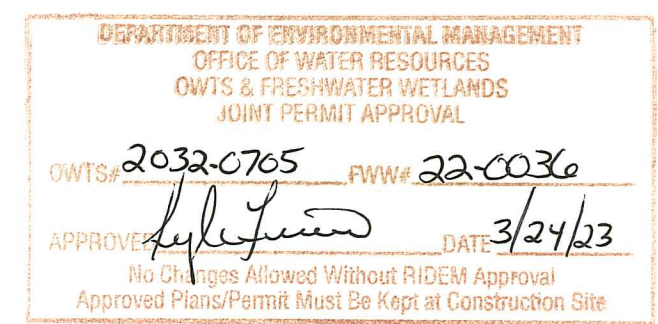 DEPARTMENT OF ENVIRONMENTAL MANAGEMENT
OFFICE OF WATER RESOURCES
OWTS & FRESHWATER WETLANDS
JOINT PERMIT APPROVAL
OWTS# 2032-0705 FWW# 22-0036
APPROVED DATE 3/24/23
No Changes Allowed Without RIDEM Approval
Approved Plans/Permit Must Be Kept at Construction Site